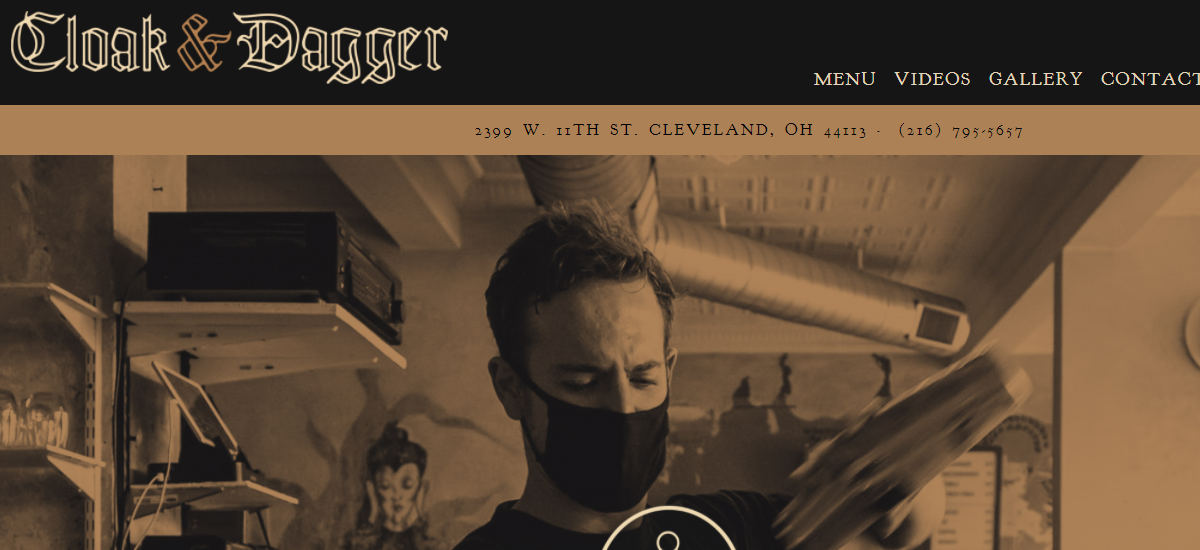 Cloak & Dagger
MENU VIDEOS GALLERY CONTACT
2399 W. 11TH ST. CLEVELAND, OH 44113 · (216) 795-5657